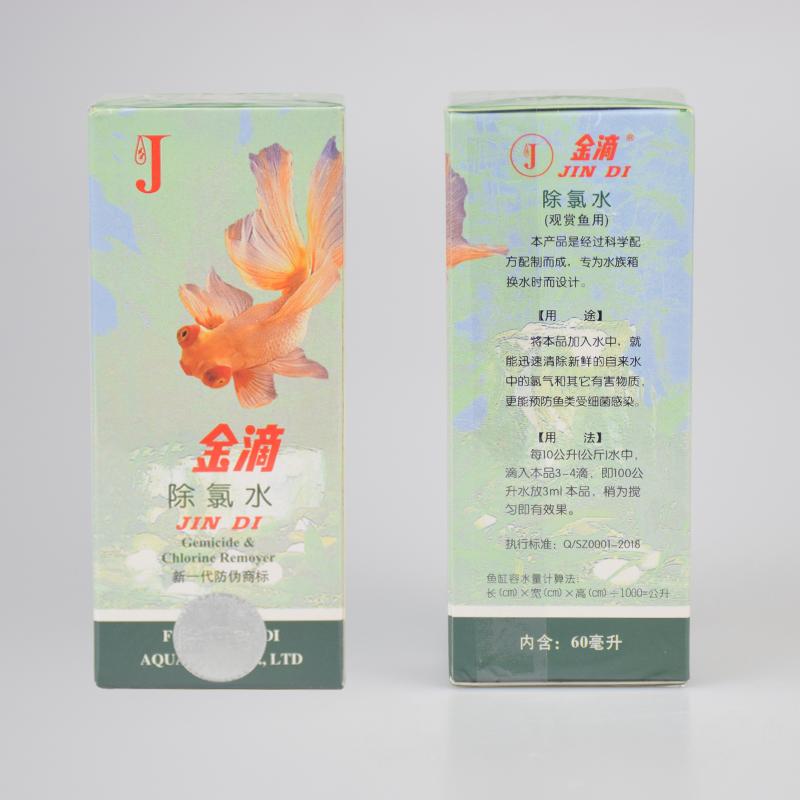 J
金滴
除氯水
JIN DI
Gemicide &
Chlorine Remover
新一代防伪商标
DI
AQUA LTD
J
金滴®
JIN DI
除氯水
(观赏鱼用)
本产品是经过科学配
方配制而成，专为水族箱
换水时而设计。
【用 途】
将本品加入水中，就
能迅速清除新鲜的自来水
中的氯气和其它有害物质，
更能预防鱼类受细菌感染。
【用 法】
每10公升(公斤)水中，
滴入本品3-4滴，即100公
升水放3ml本品，稍为搅
匀即有效果。
执行标准：Q/SZ0001-2018
鱼缸容水量计算法：
长(cm)×宽(cm)×高(cm)÷1000=公升
内含：60毫升